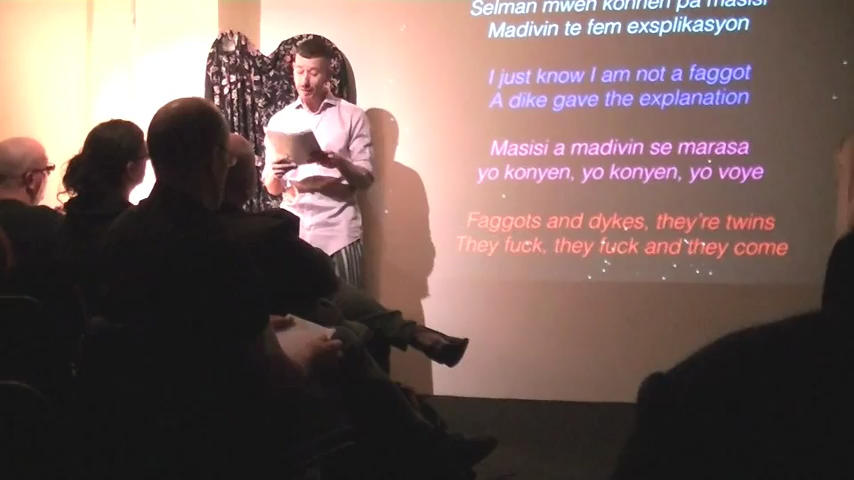 Selman mwen konnen pa masisi
Madivin te fem exsplikasyon
I just know I am not a faggot
A dike gave the explanation
Masisi a madivin se marasa
yo konyen, yo konyen, yo voye
Faggots and dykes, they're twins
They fuck, they fuck and they come